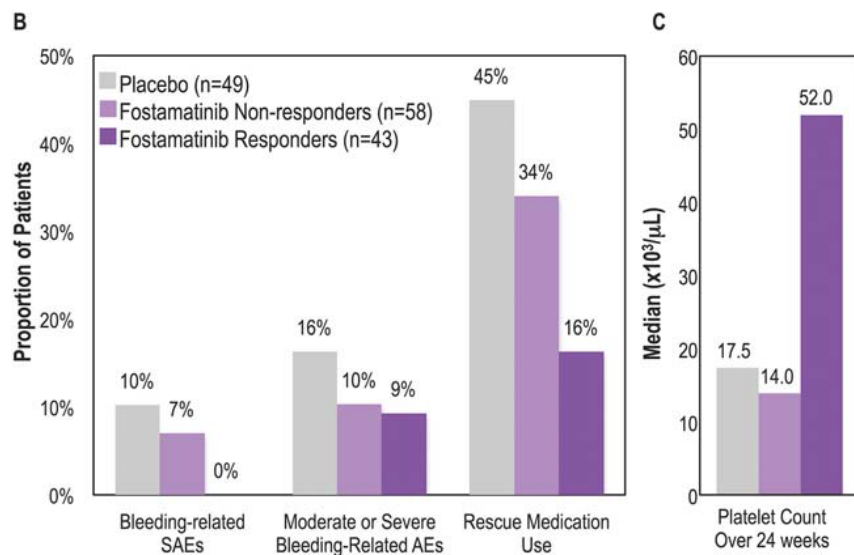 B
50%
40%
30%
20%
10%
0%
Proportion of Patients
Placebo (n=49)
Fostamatinib Non-responders (n=58)
Fostamatinib Responders (n=43)
10%
7%
0%
16%
10%
9%
45%
34%
16%
Bleeding-related
SAEs
Moderate or Severe
Bleeding-Related AEs
Rescue Medication
Use
C
60
50
40
30
20
10
0
Median (x10³/µL)
17.5
14.0
52.0
Platelet Count
Over 24 weeks